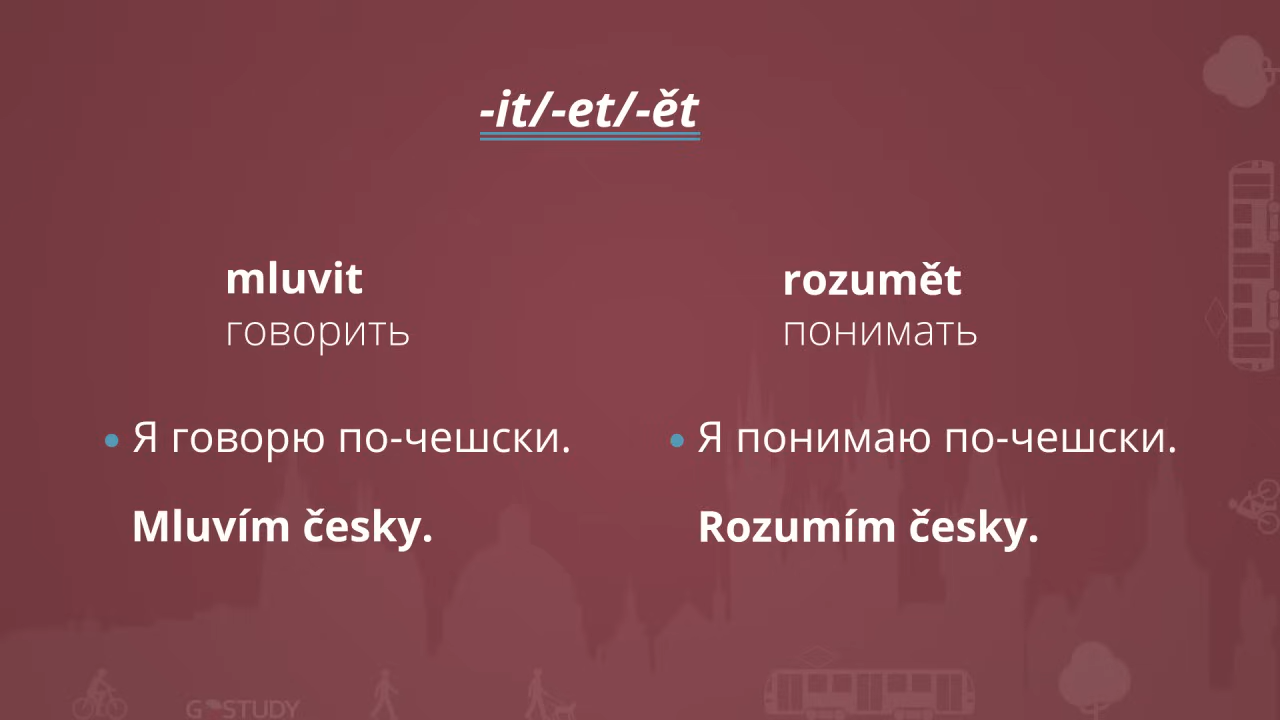 -it/-et/-ět
mluvit
говорить
rozumět
понимать
Я говорю по-чешски.
Mluvím česky.
Я понимаю по-чешски.
Rozumím česky.
GOSTUDY